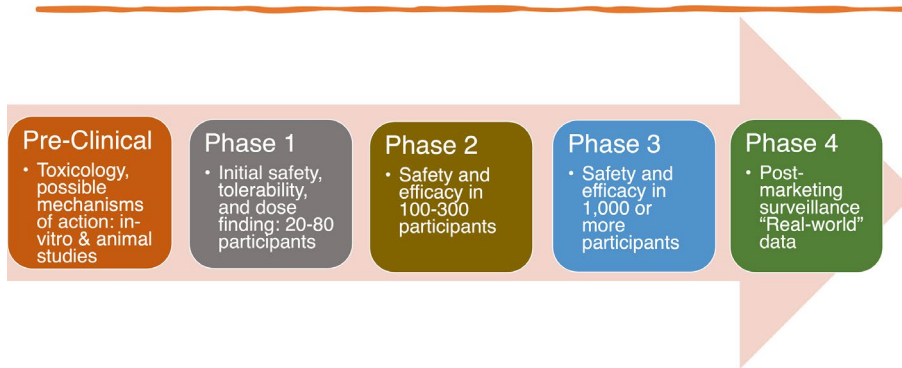 Pre-Clinical
• Toxicology,
possible
mechanisms
of action: in-
vitro & animal
studies
Phase 1
• Initial safety,
tolerability,
and dose
finding: 20-80
participants
Phase 2
• Safety and
efficacy in
100-300
participants
Phase 3
• Safety and
efficacy in
1,000 or
more
participants
Phase 4
• Post-
marketing
surveillance
“Real-world”
data